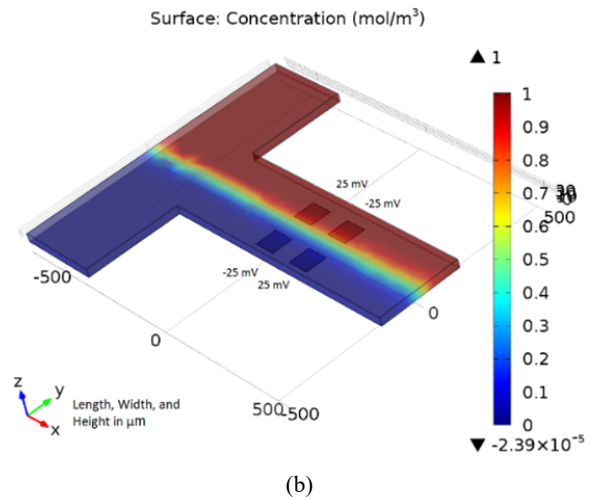 Surface: Concentration (mol/m³)
▲ 1
1
0.9
0.8
0.7
0.6
0.5
0.4
0.3
0.2
0.1
0
▼ -2.39×10⁻⁵
25 mV
-25 mV
-25 mV
25 mV
500
0
-500
0
500
-500
z
y
x
Length, Width, and
Height in µm
(b)